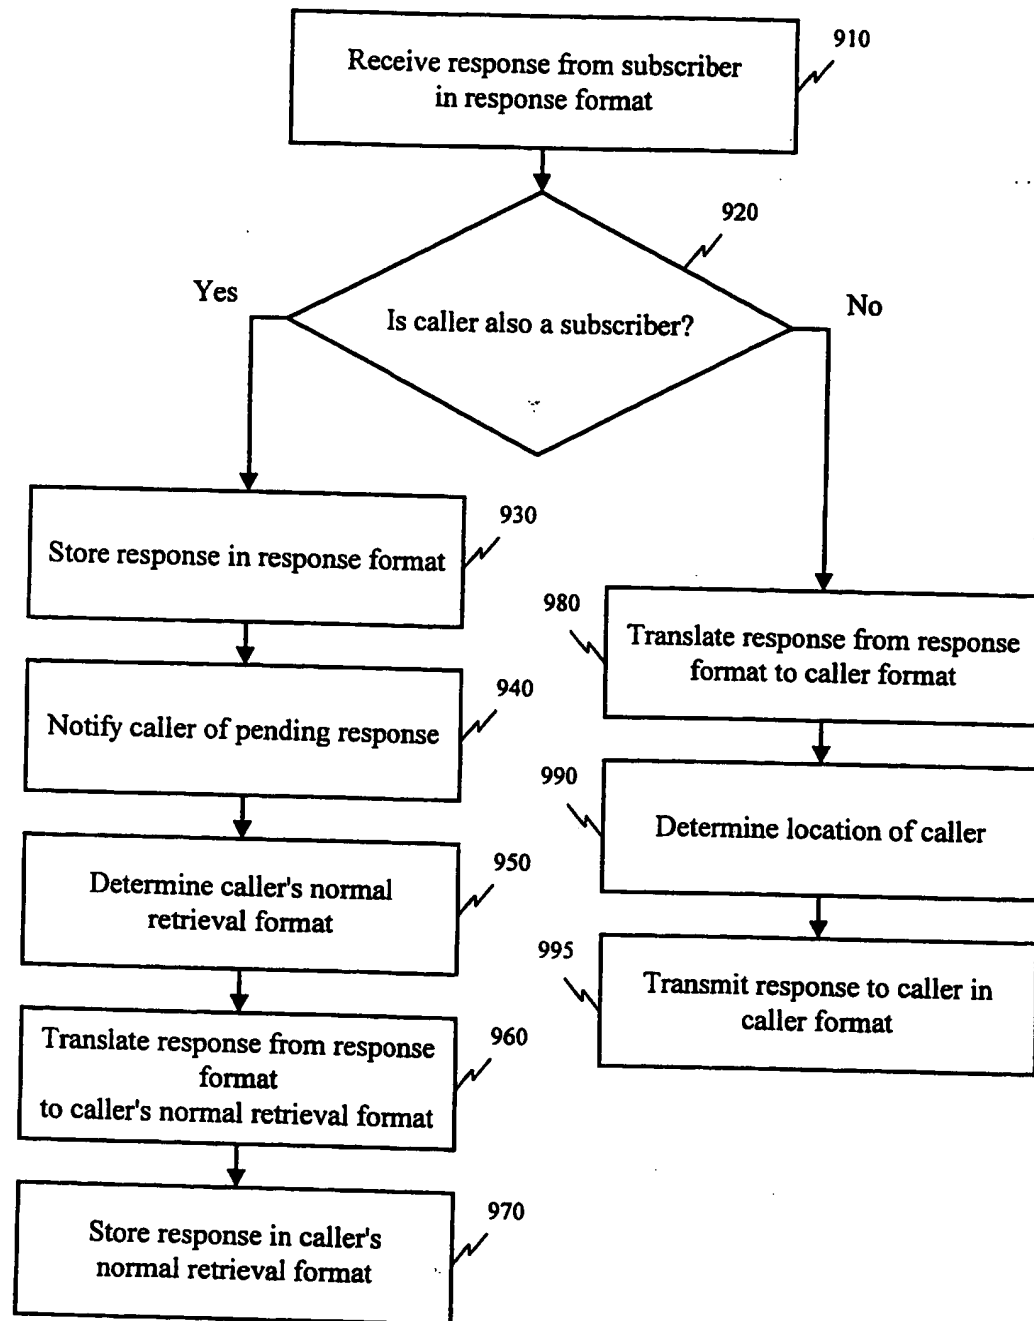 910
Receive response from subscriber
in response format
920
Yes
No
Is caller also a subscriber?
930
Store response in response format
940
Notify caller of pending response
950
Determine caller's normal
retrieval format
960
Translate response from response
format
to caller's normal retrieval format
970
Store response in caller's
normal retrieval format
980
Translate response from response
format to caller format
990
Determine location of caller
995
Transmit response to caller in
caller format